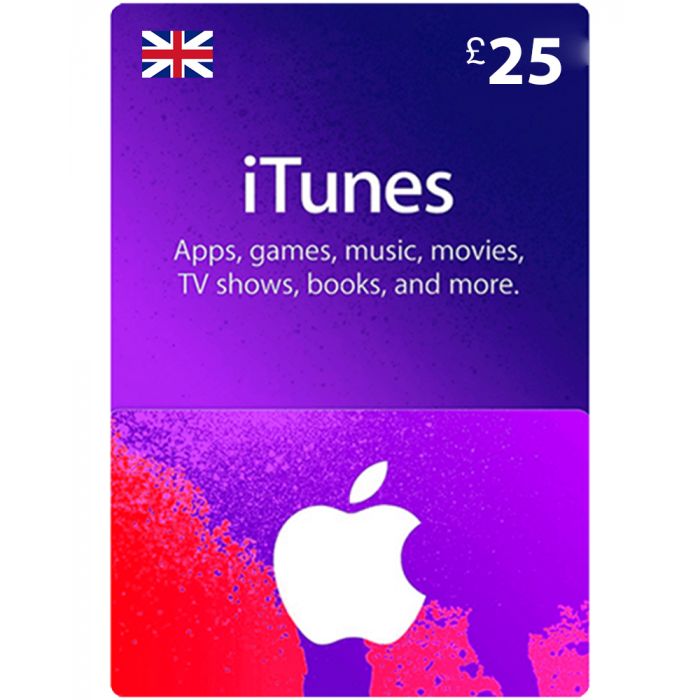 £25
iTunes
Apps, games, music, movies,
TV shows, books, and more.